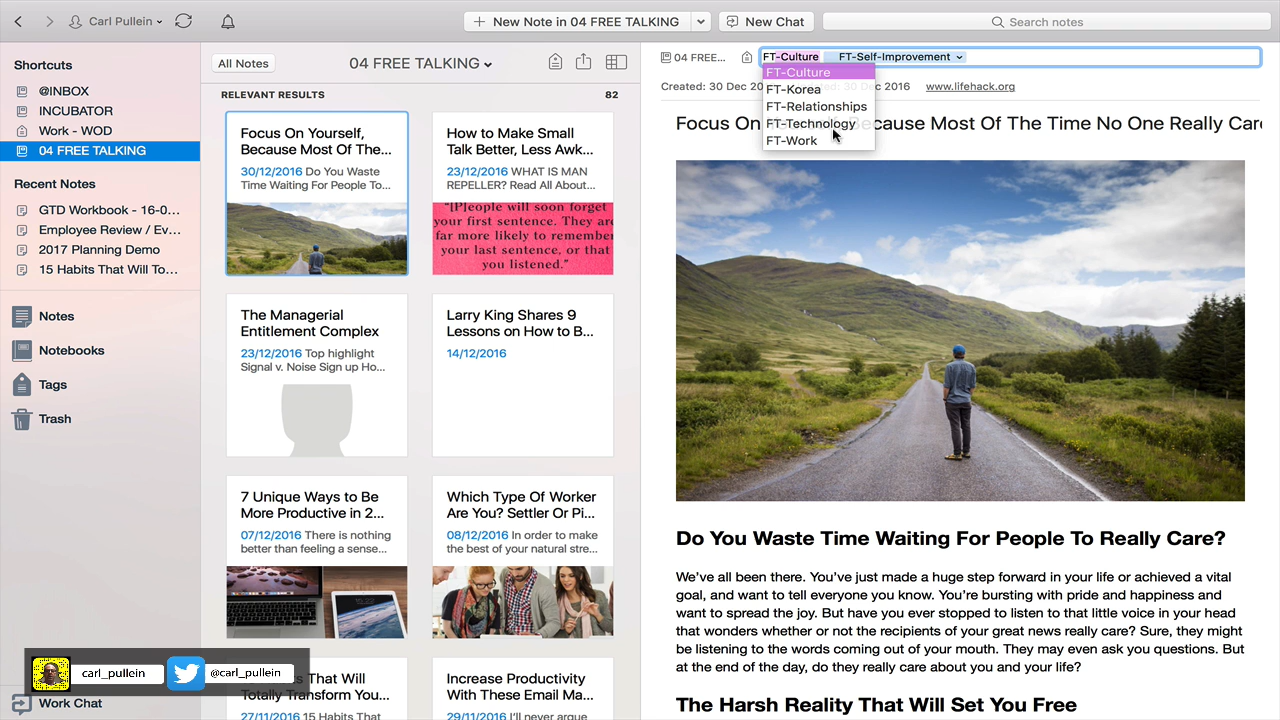 Carl Pullein
New Note in 04 FREE TALKING
New Chat
Search notes
Shortcuts
@INBOX
INCUBATOR
Work - WOD
04 FREE TALKING
Recent Notes
GTD Workbook - 16-0...
Employee Review / Ev...
2017 Planning Demo
15 Habits That Will To...
Notes
Notebooks
Tags
Trash
Work Chat
carl_pullein
@carl_pullein
All Notes
04 FREE TALKING
RELEVANT RESULTS
82
Focus On Yourself,
Because Most Of The...
30/12/2016 Do You Waste
Time Waiting For People To...
How to Make Small
Talk Better, Less Awk...
23/12/2016 WHAT IS MAN
REPELLER? Read All About...
"[P]eople will soon forget
your first sentence. They are
far more likely to remember
your last sentence, or that
you listened."
The Managerial
Entitlement Complex
23/12/2016 Top highlight
Signal v. Noise Sign up Ho...
Larry King Shares 9
Lessons on How to B...
14/12/2016
7 Unique Ways to Be
More Productive in 2...
07/12/2016 There is nothing
better than feeling a sense...
Which Type Of Worker
Are You? Settler Or Pi...
08/12/2016 In order to make
the best of your natural stre...
That Will
Totally Transform You...
27/11/2016 15 Habits That
Increase Productivity
With These Email Ma...
29/11/2016 I'll never argue
04 FREE...
FT-Culture
FT-Self-Improvement
FT-Culture
FT-Korea
FT-Relationships
FT-Technology
FT-Work
Created: 30 Dec 20
30 Dec 2016
www.lifehack.org
Focus On
Because Most Of The Time No One Really Car
Do You Waste Time Waiting For People To Really Care?
We've all been there. You've just made a huge step forward in your life or achieved a vital
goal, and want to tell everyone you know. You're bursting with pride and happiness and
want to spread the joy. But have you ever stopped to listen to that little voice in your head
that wonders whether or not the recipients of your great news really care? Sure, they might
be listening to the words coming out of your mouth. They may even ask you questions. But
at the end of the day, do they really care about you and your life?
The Harsh Reality That Will Set You Free